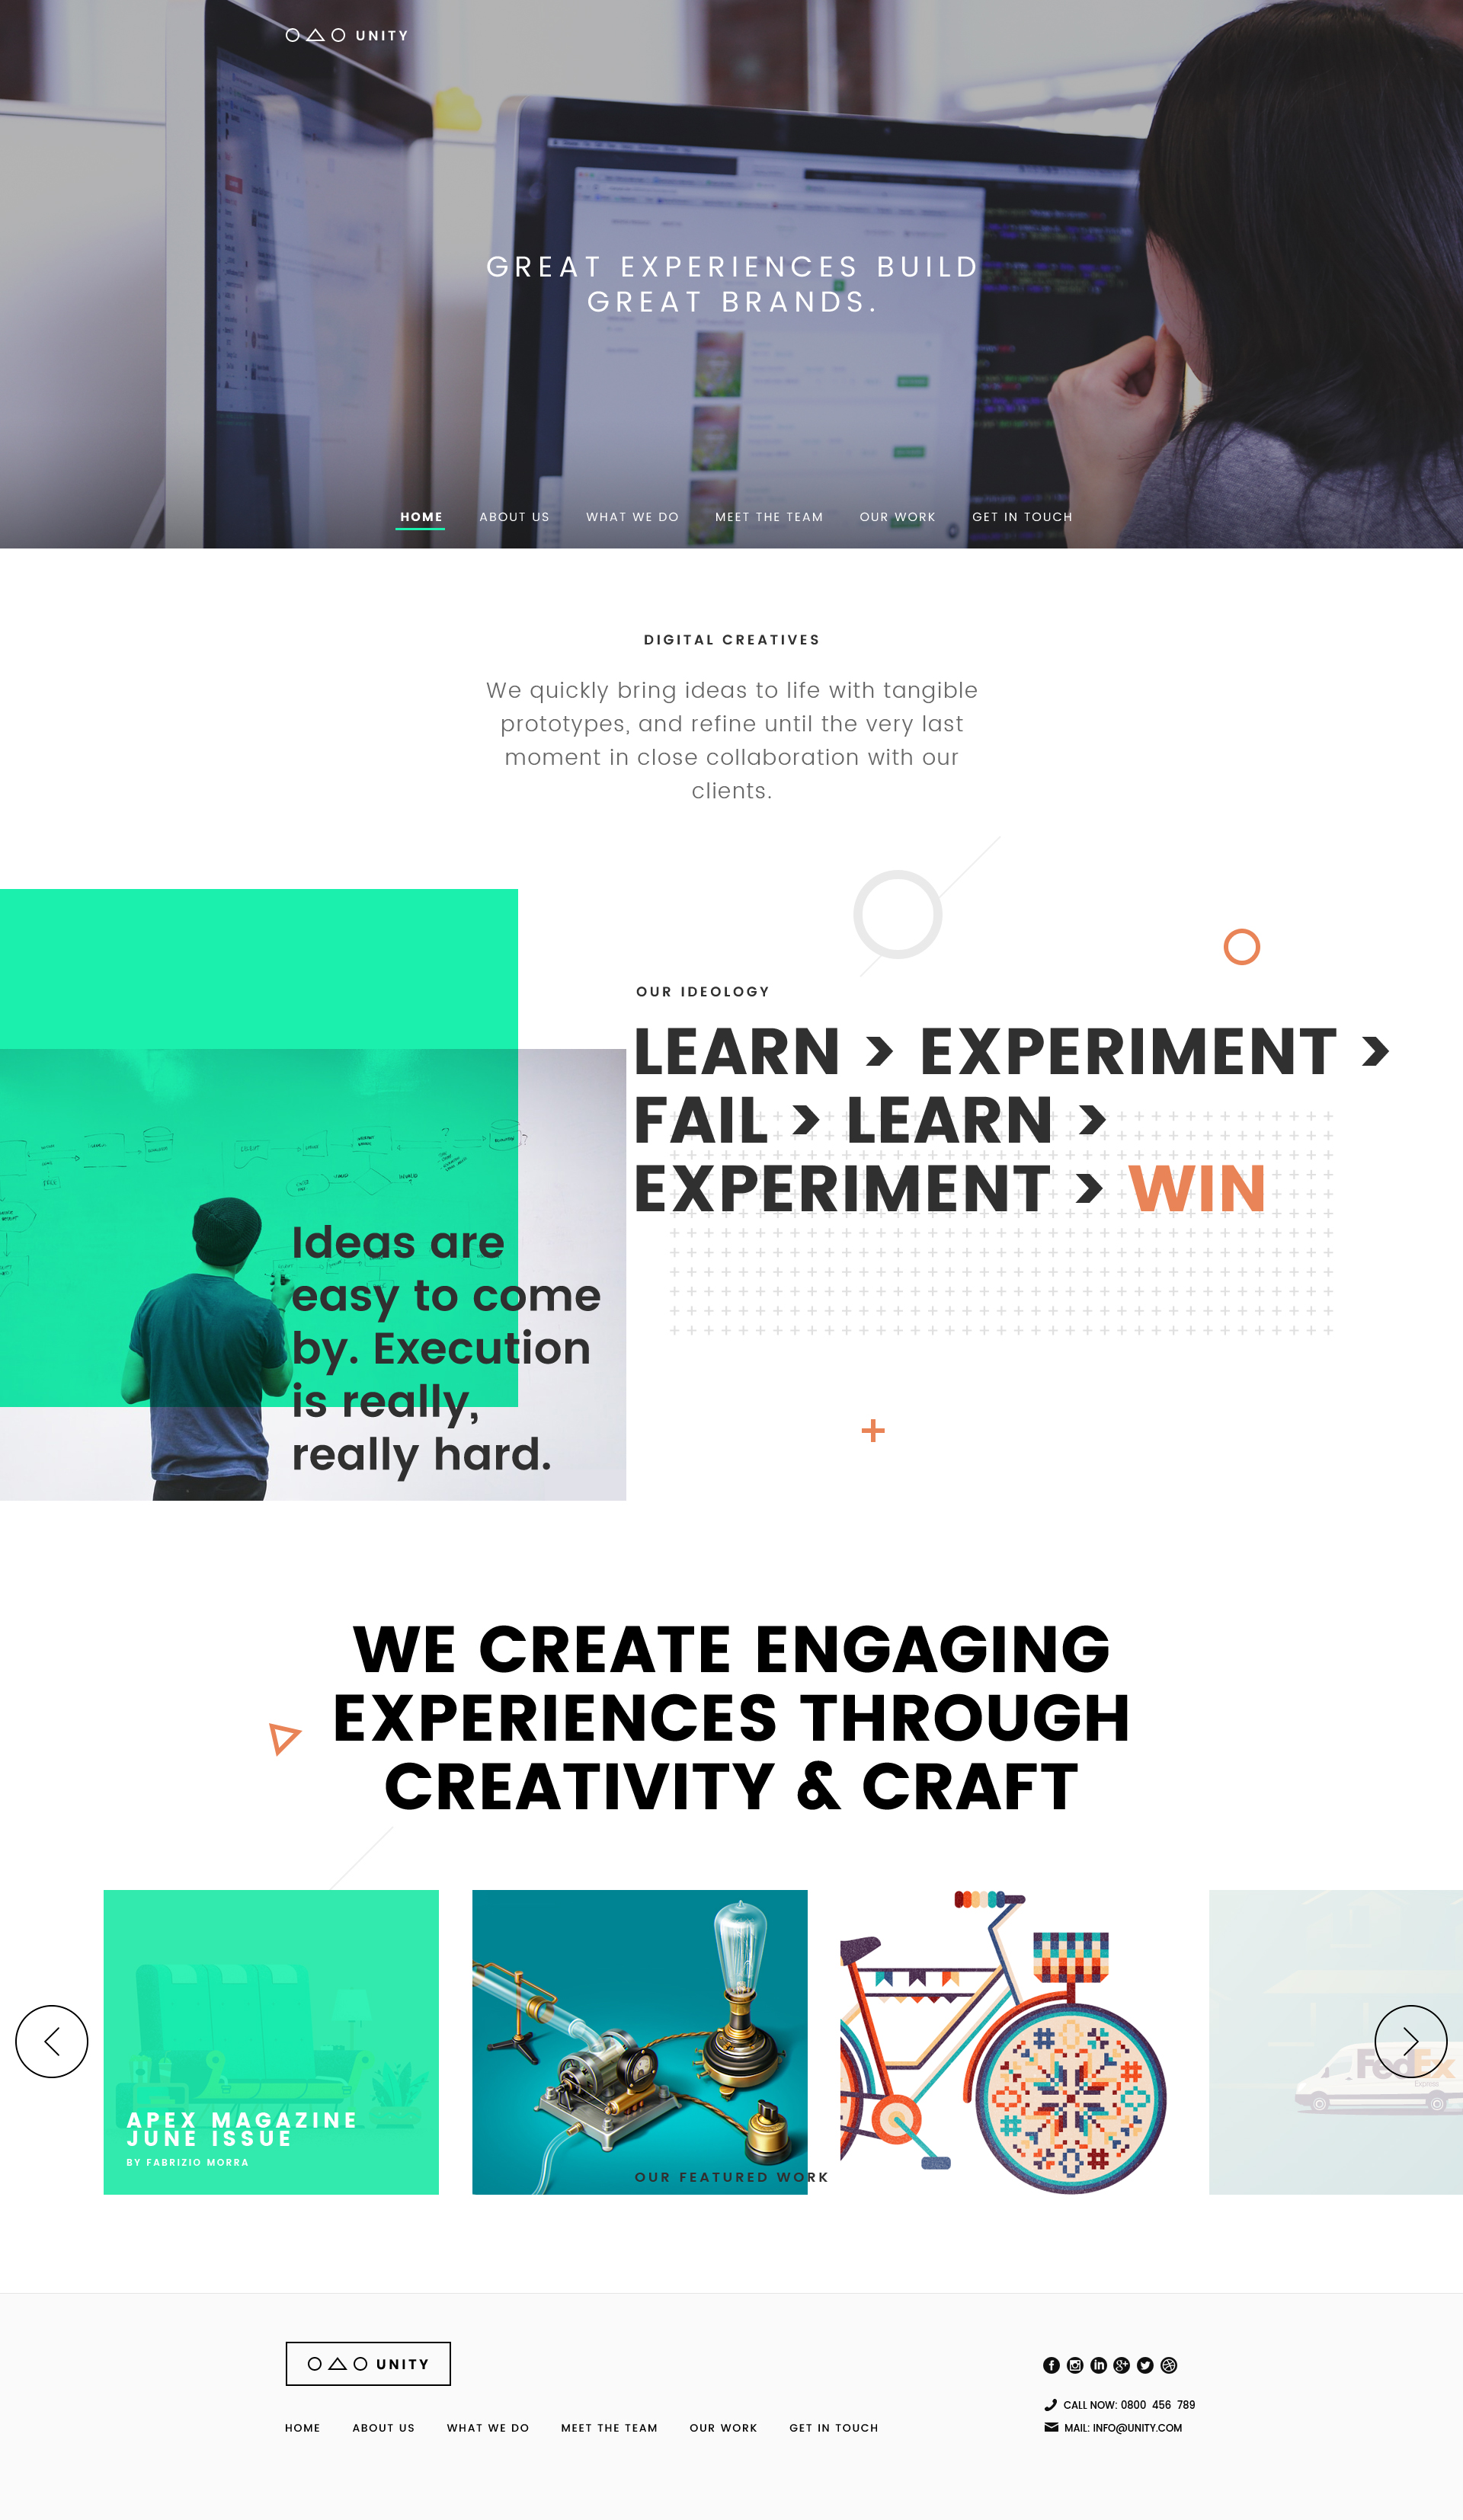 UNITY
GREAT EXPERIENCES BUILD
GREAT BRANDS.
HOME ABOUT US WHAT WE DO MEET THE TEAM OUR WORK GET IN TOUCH
DIGITAL CREATIVES
We quickly bring ideas to life with tangible
prototypes, and refine until the very last
moment in close collaboration with our
clients.
OUR IDEOLOGY
LEARN > EXPERIMENT >
FAIL > LEARN >
EXPERIMENT > WIN
Ideas are
easy to come
by. Execution
is really,
really hard.
WE CREATE ENGAGING
EXPERIENCES THROUGH
CREATIVITY & CRAFT
APEX MAGAZINE
JUNE ISSUE
BY FABRIZIO MORRA
FedEx
Express
OUR FEATURED WORK
UNITY
HOME ABOUT US WHAT WE DO MEET THE TEAM OUR WORK GET IN TOUCH
CALL NOW: 0800 456 789
MAIL: INFO@UNITY.COM